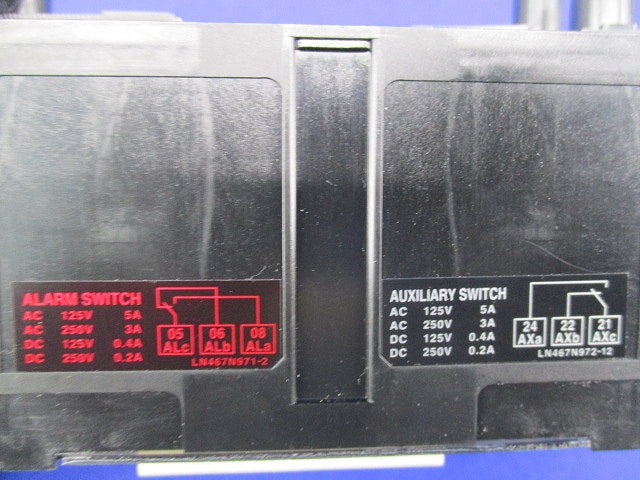 ALARM SWITCH
AC 125V 5A
AC 250V 3A
DC 125V 0.4A
DC 250V 0.2A
05 06 08
ALc ALb ALa
LN467N971-2
AUXILIARY SWITCH
AC 125V 5A
AC 250V 3A
DC 125V 0.4A
DC 250V 0.2A
24 22 21
AXa AXb AXc
LN467N972-12